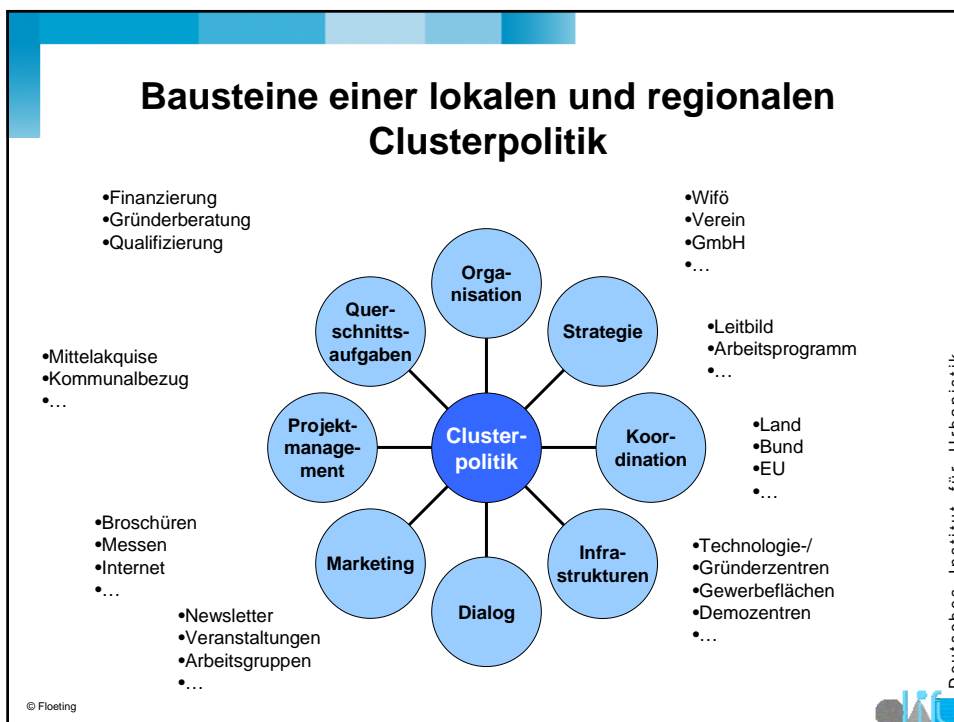 Bausteine einer lokalen und regionalen
Clusterpolitik
•Finanzierung
•Gründerberatung
•Qualifizierung
•Wifö
•Verein
•GmbH
•…
Orga-
nisation
Quer-
schnitts-
aufgaben
Strategie
•Leitbild
•Arbeitsprogramm
•…
•Mittelakquise
•Kommunalbezug
•…
Projekt-
manage-
ment
Cluster-
politik
Koor-
dination
•Land
•Bund
•EU
•…
•Broschüren
•Messen
•Internet
•…
Marketing
Infra-
strukturen
•Technologie-/
•Gründerzentren
•Gewerbeflächen
•Demozentren
•…
Dialog
•Newsletter
•Veranstaltungen
•Arbeitsgruppen
•…
Deutsches Institut für Urbanistik
© Floeting